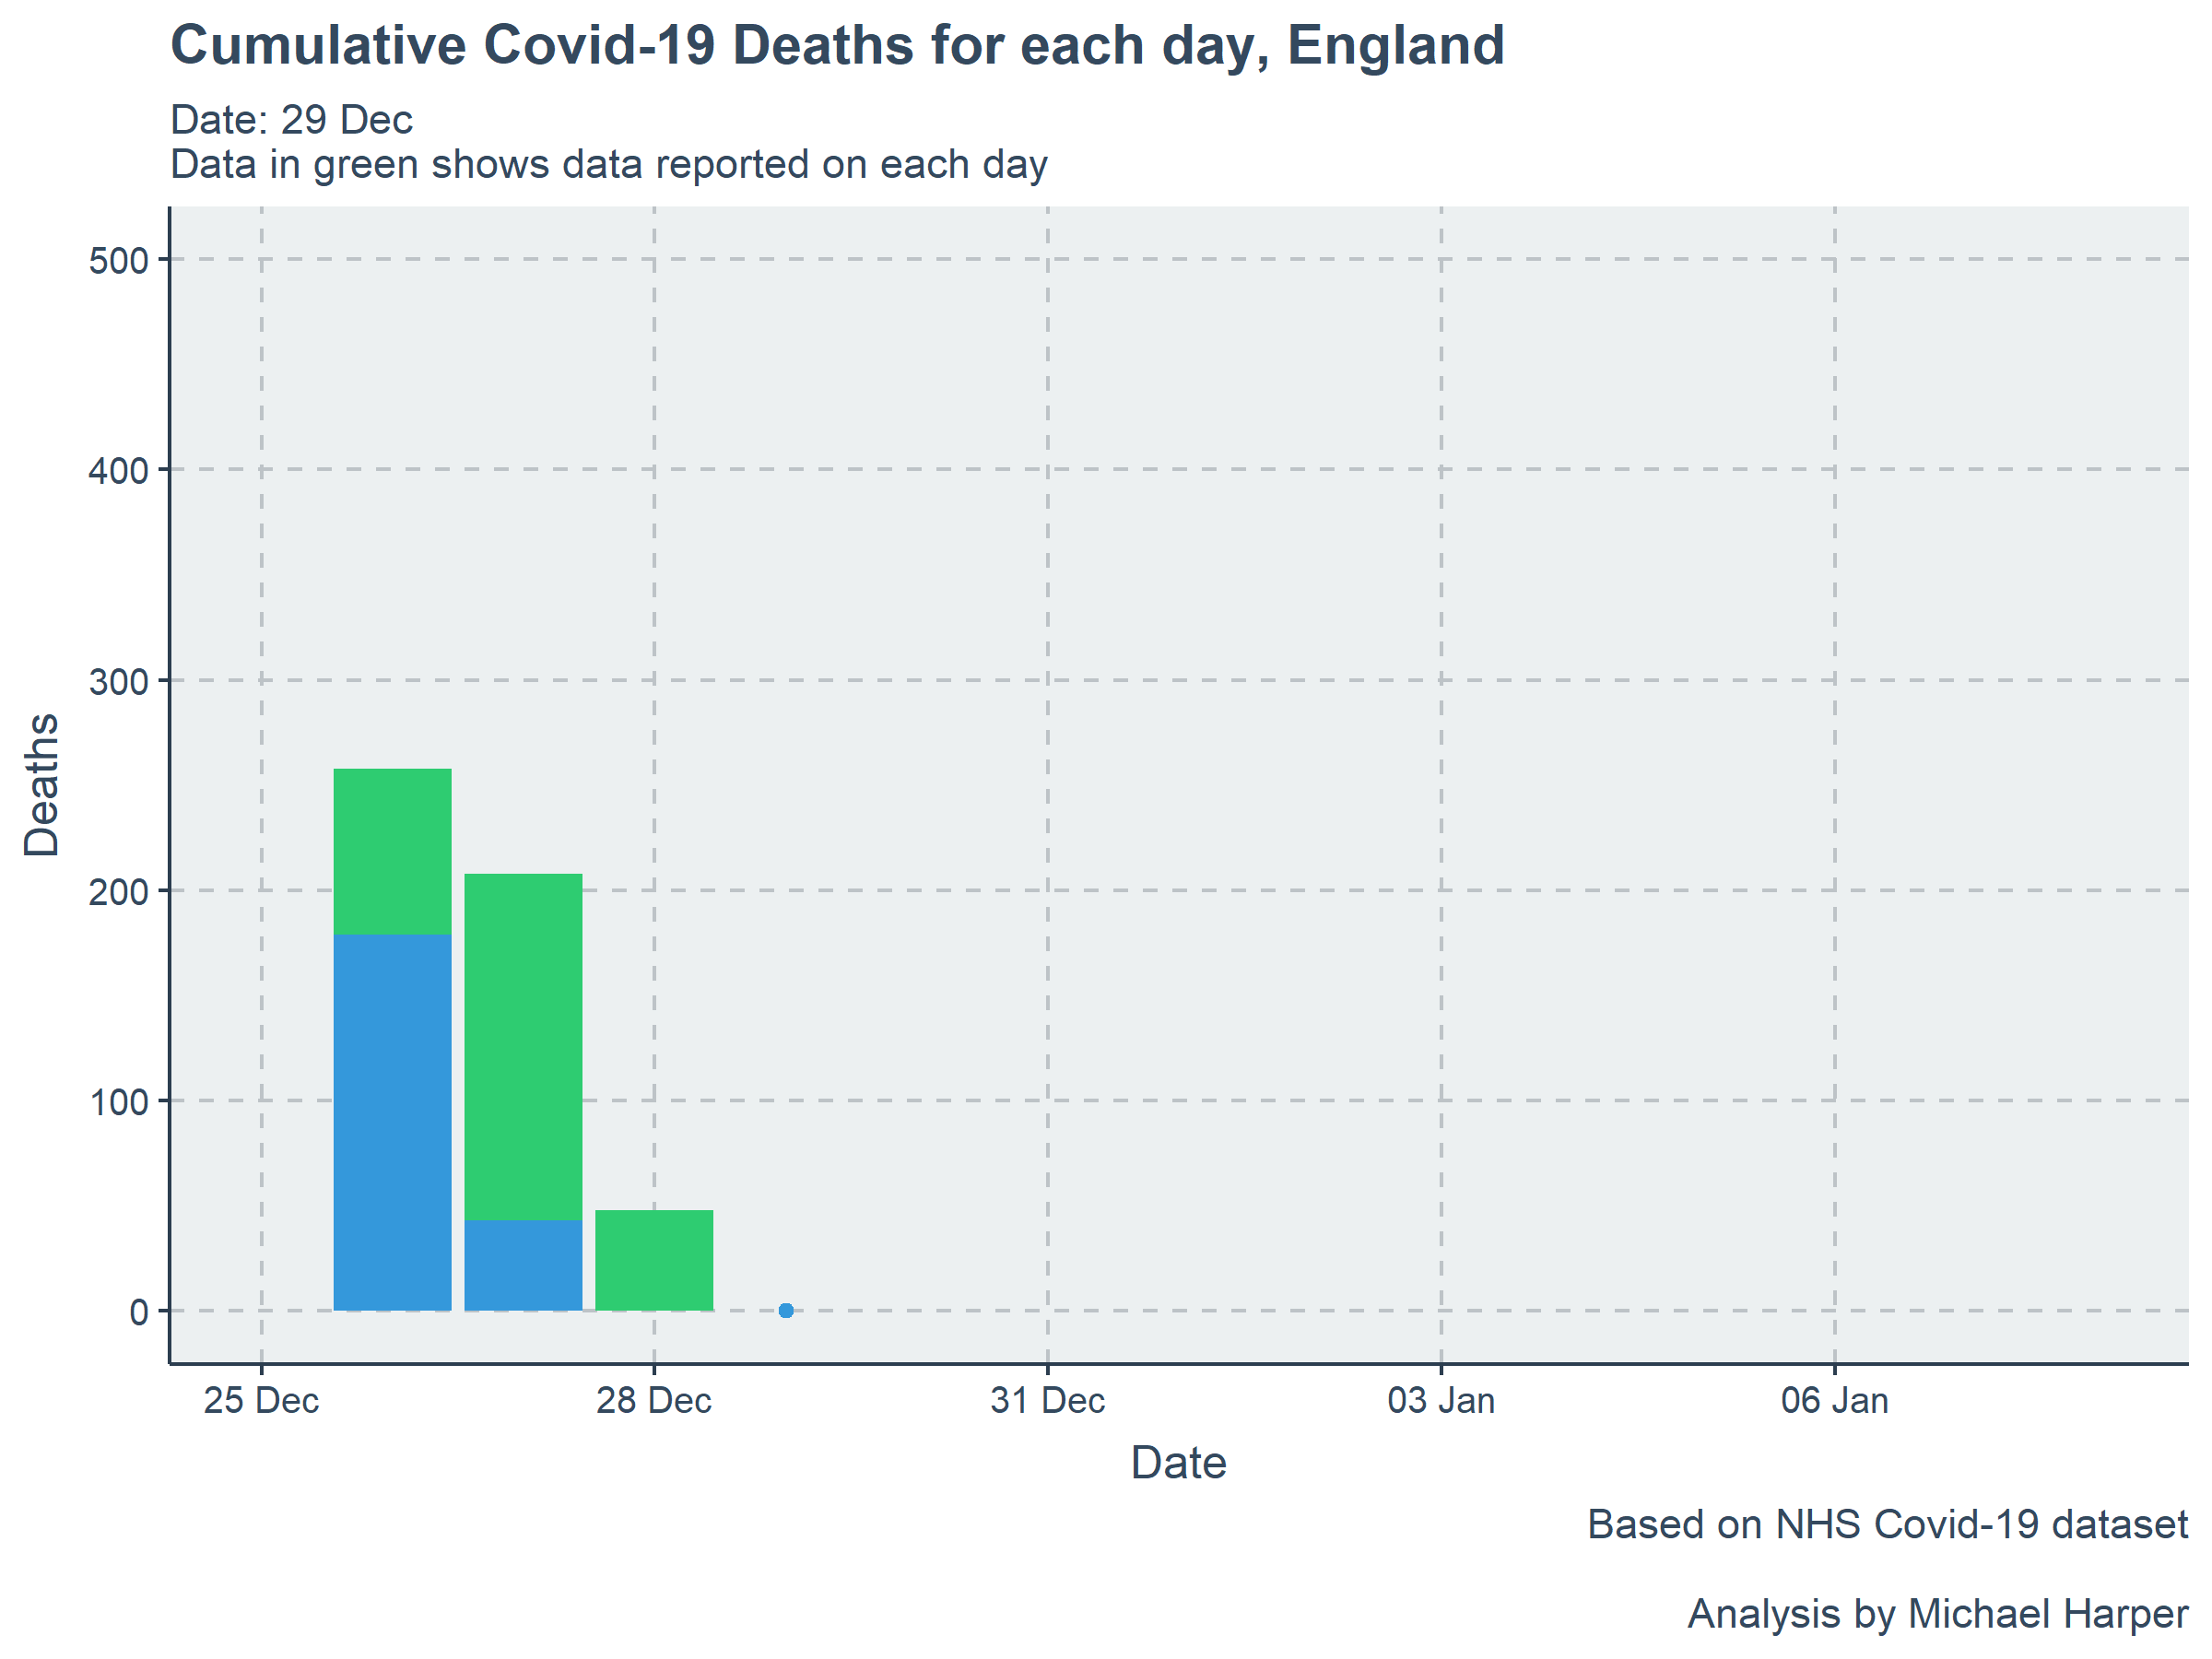 Cumulative Covid-19 Deaths for each day, England
Date: 29 Dec
Data in green shows data reported on each day
500
400
300
200
100
0
Deaths
25 Dec
28 Dec
31 Dec
03 Jan
06 Jan
Date
Based on NHS Covid-19 dataset
Analysis by Michael Harper